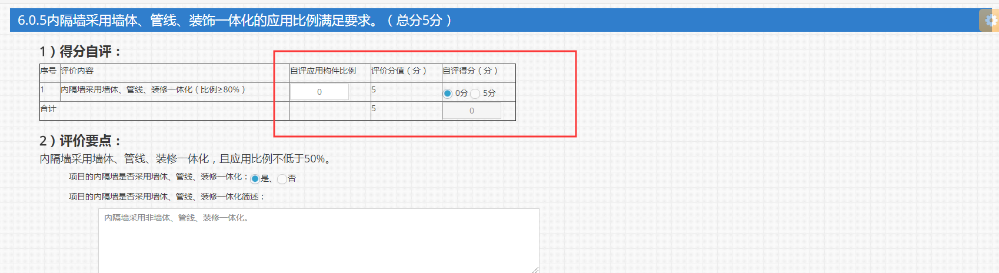 6.0.5内隔墙采用墙体、管线、装饰一体化的应用比例满足要求。（总分5分）
1）得分自评：
序号 评价内容 自评应用构件比例 评价分值（分） 自评得分（分）
1 内隔墙采用墙体、管线、装修一体化（比例≥80%） 0 5 0分 5分
合计 5 0
2）评价要点：
内隔墙采用墙体、管线、装修一体化，且应用比例不低于50%。
项目的内隔墙是否采用墙体、管线、装修一体化：是、否
项目的内隔墙是否采用墙体、管线、装修一体化简述：
内隔墙采用非墙体、管线、装修一体化。